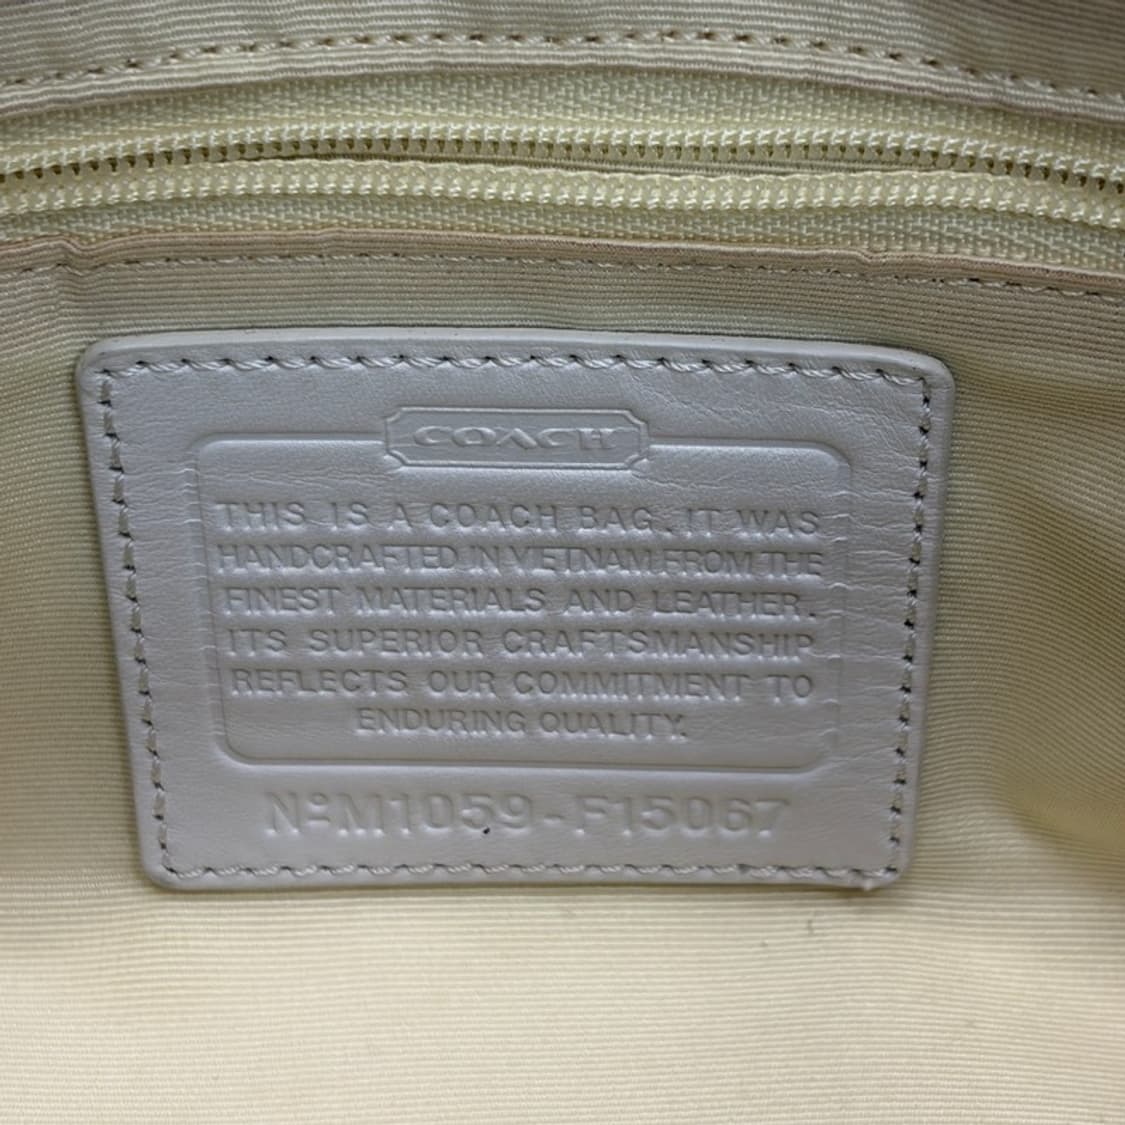 COACH
THIS IS A COACH BAG. IT WAS
HANDCRAFTED IN VIETNAM FROM THE
FINEST MATERIALS AND LEATHER.
ITS SUPERIOR CRAFTSMANSHIP
REFLECTS OUR COMMITMENT TO
ENDURING QUALITY.
Nº M1059-F15067